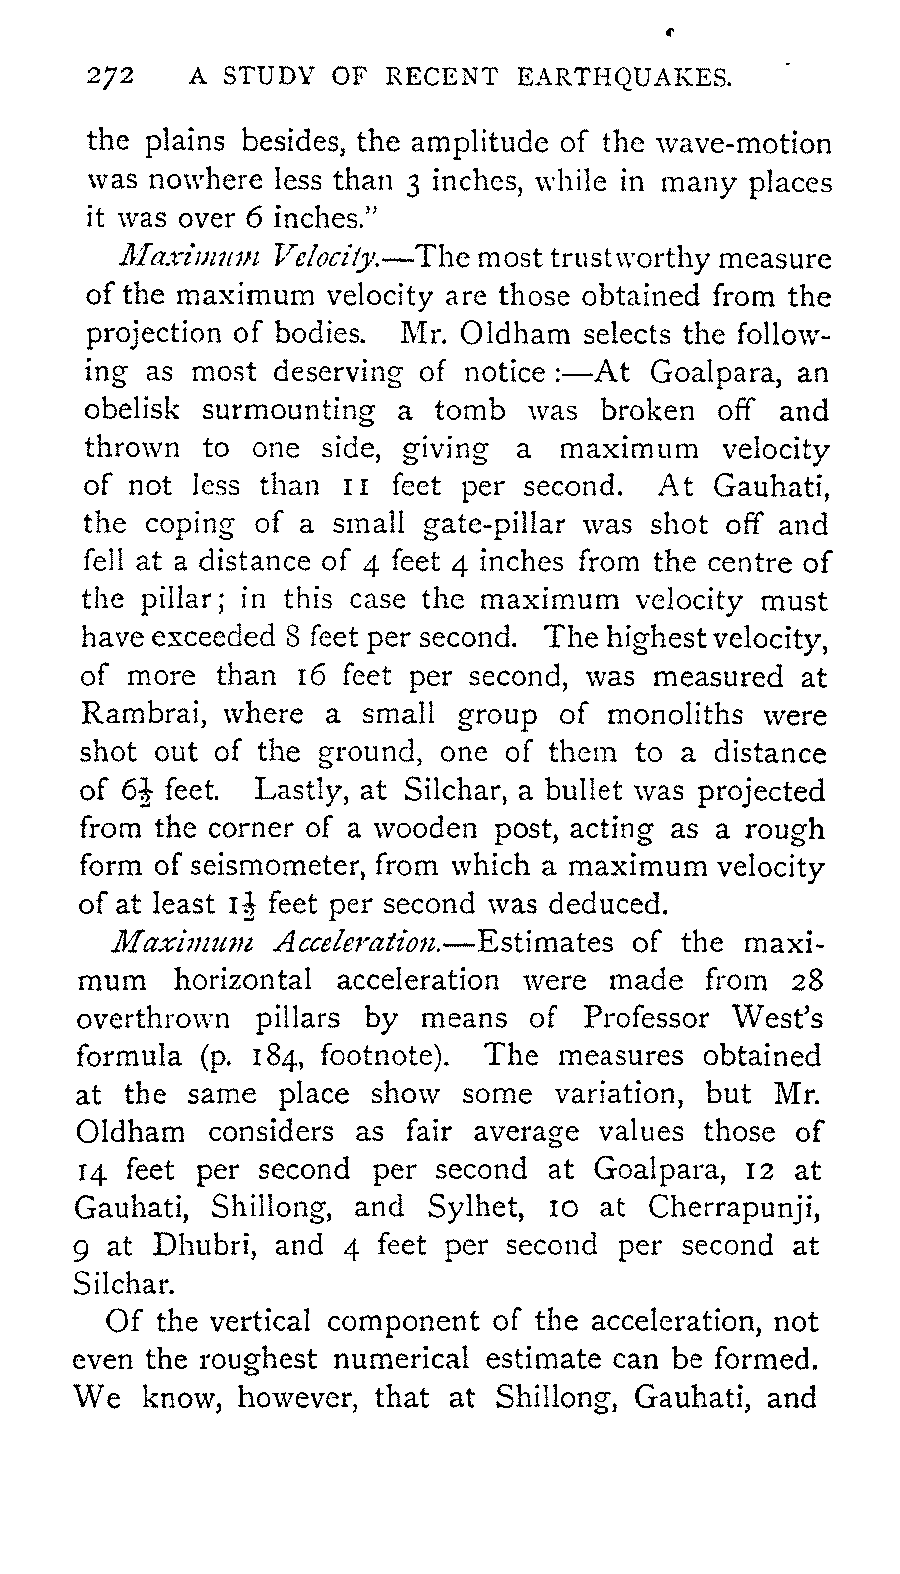 272 A STUDY OF RECENT EARTHQUAKES.
the plains besides, the amplitude of the wave-motion
was nowhere less than 3 inches, while in many places
it was over 6 inches."
Maximum Velocity.—The most trustworthy measure
of the maximum velocity are those obtained from the
projection of bodies. Mr. Oldham selects the follow-
ing as most deserving of notice :—At Goalpara, an
obelisk surmounting a tomb was broken off and
thrown to one side, giving a maximum velocity
of not less than 11 feet per second. At Gauhati,
the coping of a small gate-pillar was shot off and
fell at a distance of 4 feet 4 inches from the centre of
the pillar; in this case the maximum velocity must
have exceeded 8 feet per second. The highest velocity,
of more than 16 feet per second, was measured at
Rambrai, where a small group of monoliths were
shot out of the ground, one of them to a distance
of 6½ feet. Lastly, at Silchar, a bullet was projected
from the corner of a wooden post, acting as a rough
form of seismometer, from which a maximum velocity
of at least 1½ feet per second was deduced.
Maximum Acceleration.—Estimates of the maxi-
mum horizontal acceleration were made from 28
overthrown pillars by means of Professor West's
formula (p. 184, footnote). The measures obtained
at the same place show some variation, but Mr.
Oldham considers as fair average values those of
14 feet per second per second at Goalpara, 12 at
Gauhati, Shillong, and Sylhet, 10 at Cherrapunji,
9 at Dhubri, and 4 feet per second per second at
Silchar.
Of the vertical component of the acceleration, not
even the roughest numerical estimate can be formed.
We know, however, that at Shillong, Gauhati, and